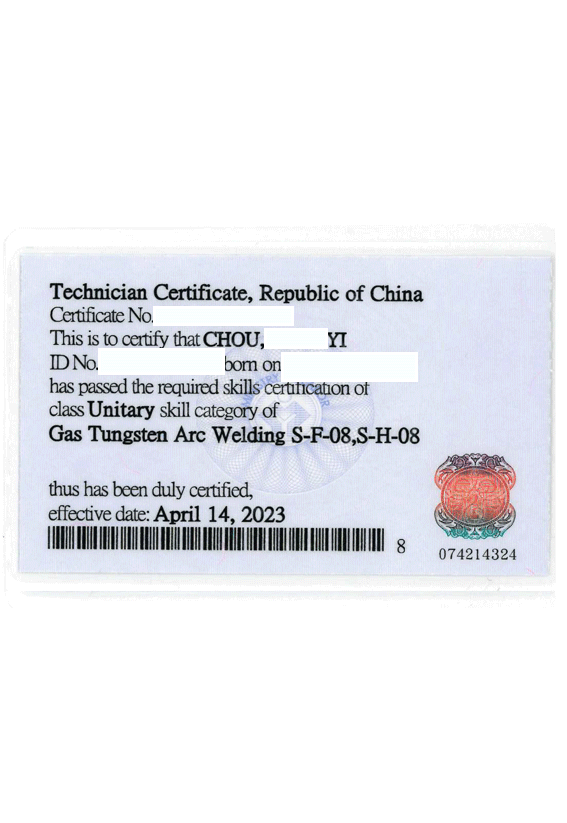 Technician Certificate, Republic of China
Certificate No.
This is to certify that CHOU, YI
ID No. born on
has passed the required skills certification of
class Unitary skill category of
Gas Tungsten Arc Welding S-F-08,S-H-08
thus has been duly certified,
effective date: April 14, 2023
8
074214324